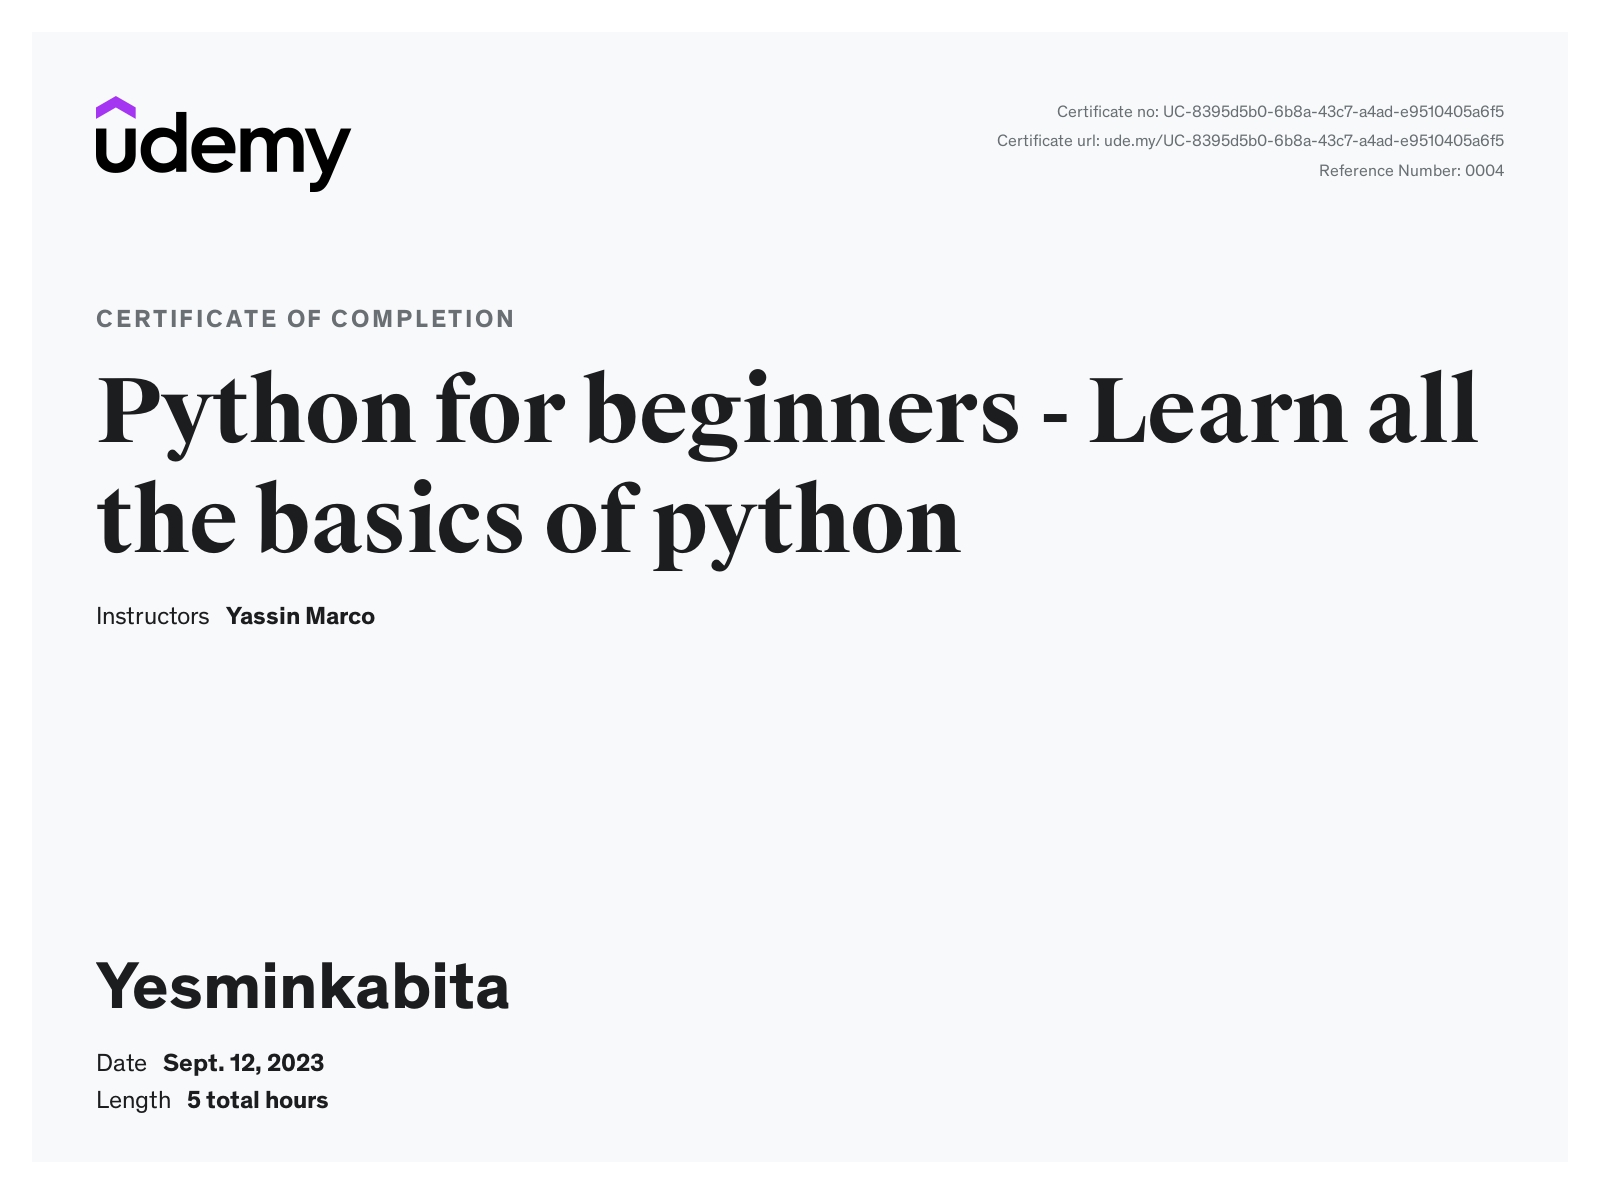 udemy
Certificate no: UC-8395d5b0-6b8a-43c7-a4ad-e9510405a6f5
Certificate url: ude.my/UC-8395d5b0-6b8a-43c7-a4ad-e9510405a6f5
Reference Number: 0004
CERTIFICATE OF COMPLETION
Python for beginners - Learn all
the basics of python
Instructors Yassin Marco
Yesminkabita
Date Sept. 12, 2023
Length 5 total hours